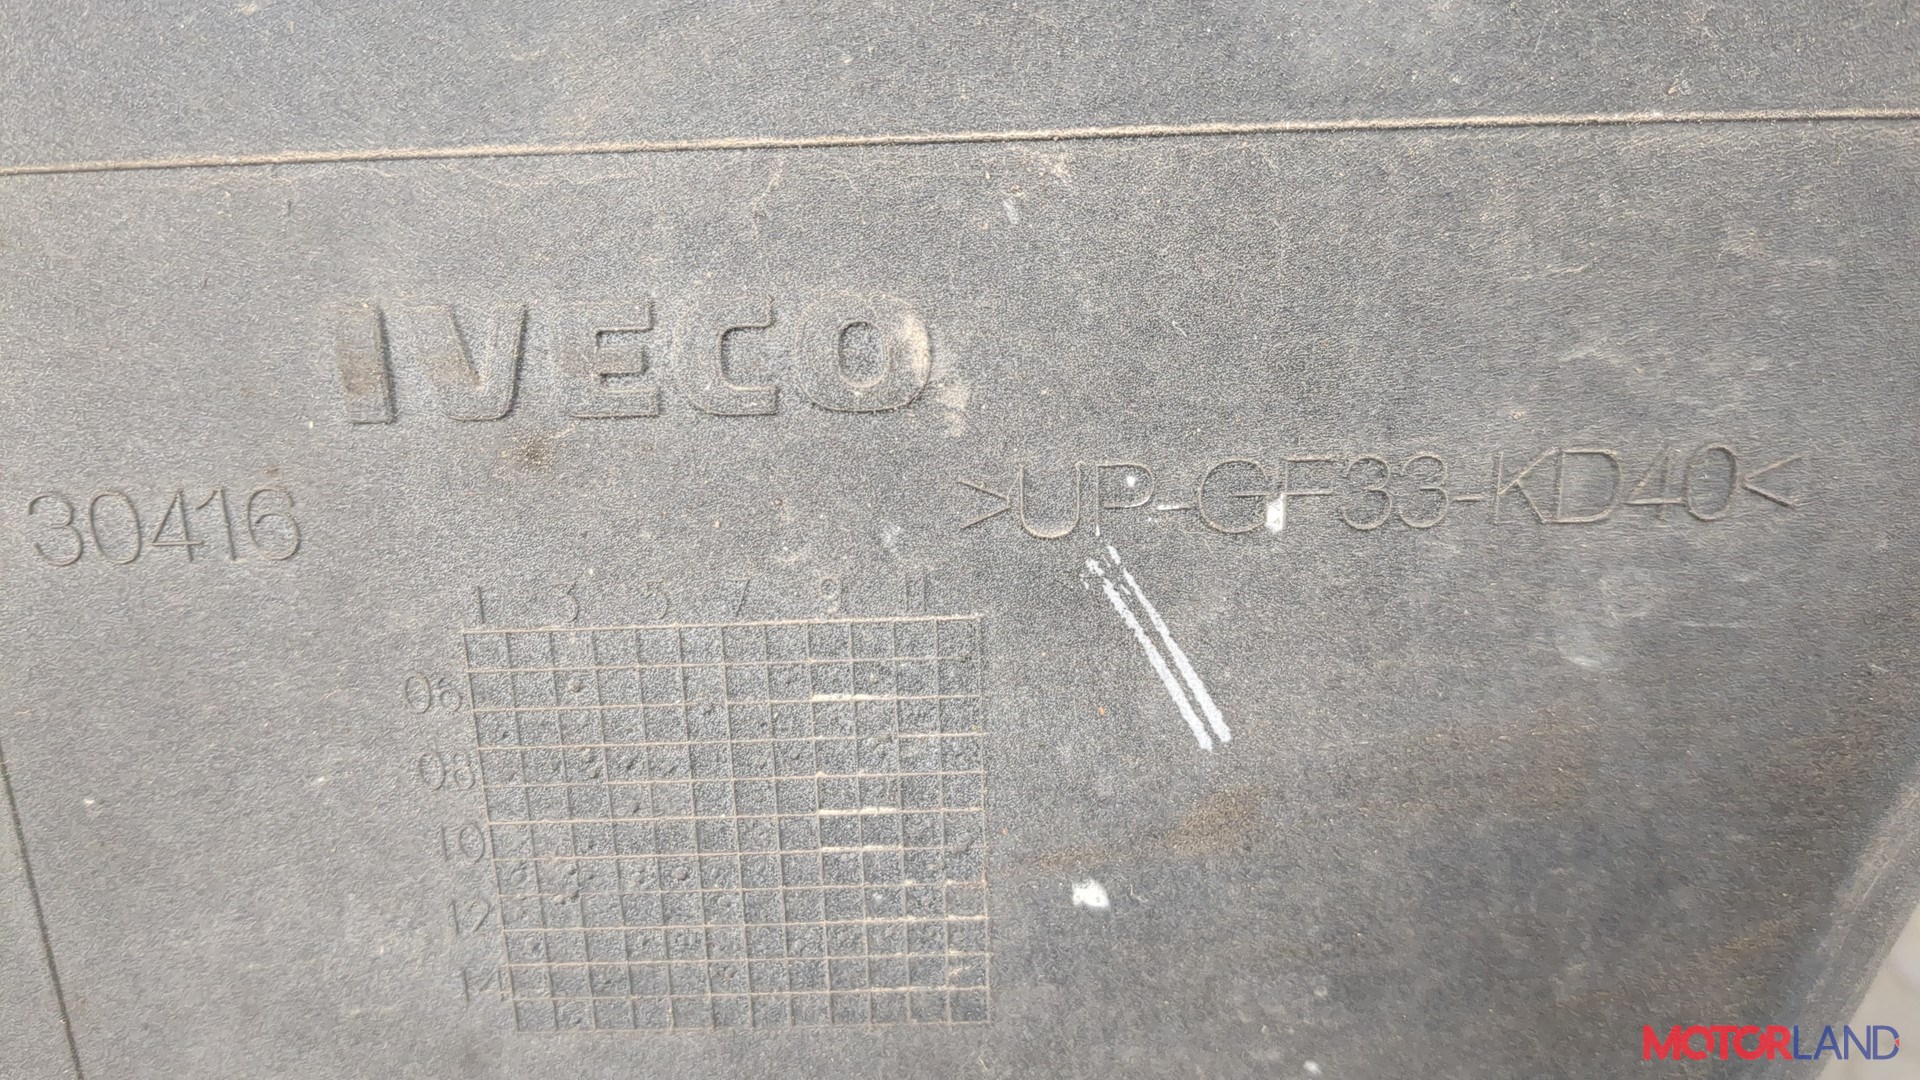 IVECO
30416
>UP-GF33-KD40<
1 3 5 7 9 11
06
08
10
12
14
MOTORLAND